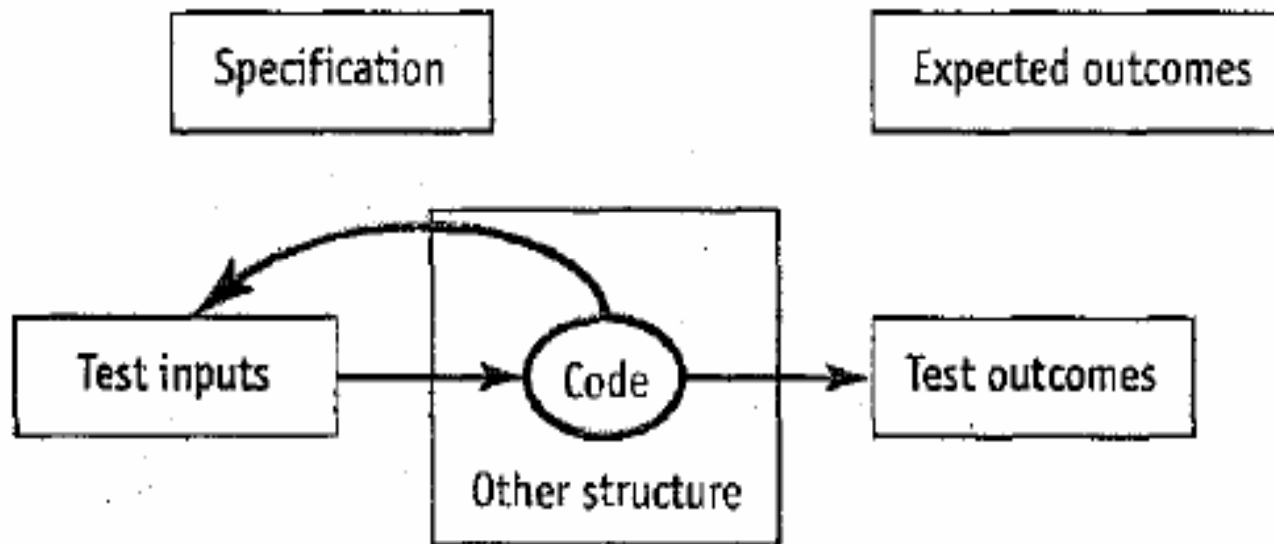 Specification
Expected outcomes
Test inputs
Code
Test outcomes
Other structure